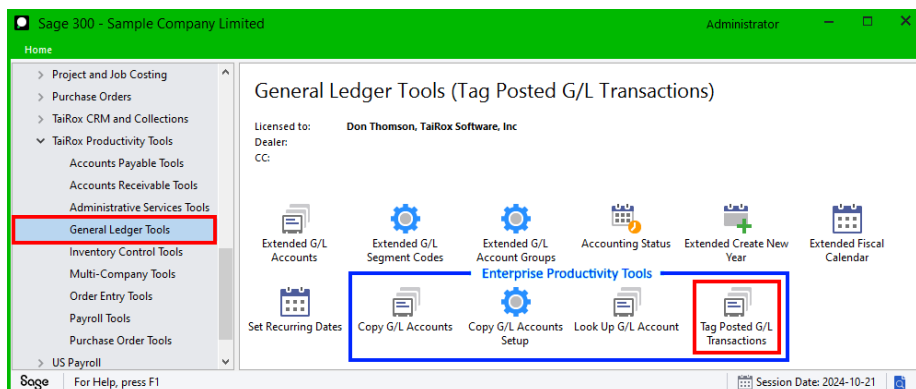 Sage 300 - Sample Company Limited
Administrator
Home
Project and Job Costing
Purchase Orders
TaiRox CRM and Collections
TaiRox Productivity Tools
Accounts Payable Tools
Accounts Receivable Tools
Administrative Services Tools
General Ledger Tools
Inventory Control Tools
Multi-Company Tools
Order Entry Tools
Payroll Tools
Purchase Order Tools
US Payroll
General Ledger Tools (Tag Posted G/L Transactions)
Licensed to: Don Thomson, TaiRox Software, Inc
Dealer:
CC:
Extended G/L
Accounts
Extended G/L
Segment Codes
Extended G/L
Account Groups
Accounting Status
Extended Create New
Year
Extended Fiscal
Calendar
Enterprise Productivity Tools
Set Recurring Dates
Copy G/L Accounts
Copy G/L Accounts
Setup
Look Up G/L Account
Tag Posted G/L
Transactions
Sage
For Help, press F1
Session Date: 2024-10-21